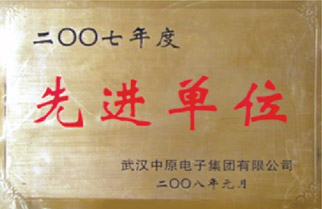 二〇〇七年度
先进单位
武汉中原电子集团有限公司
二〇〇八年元月